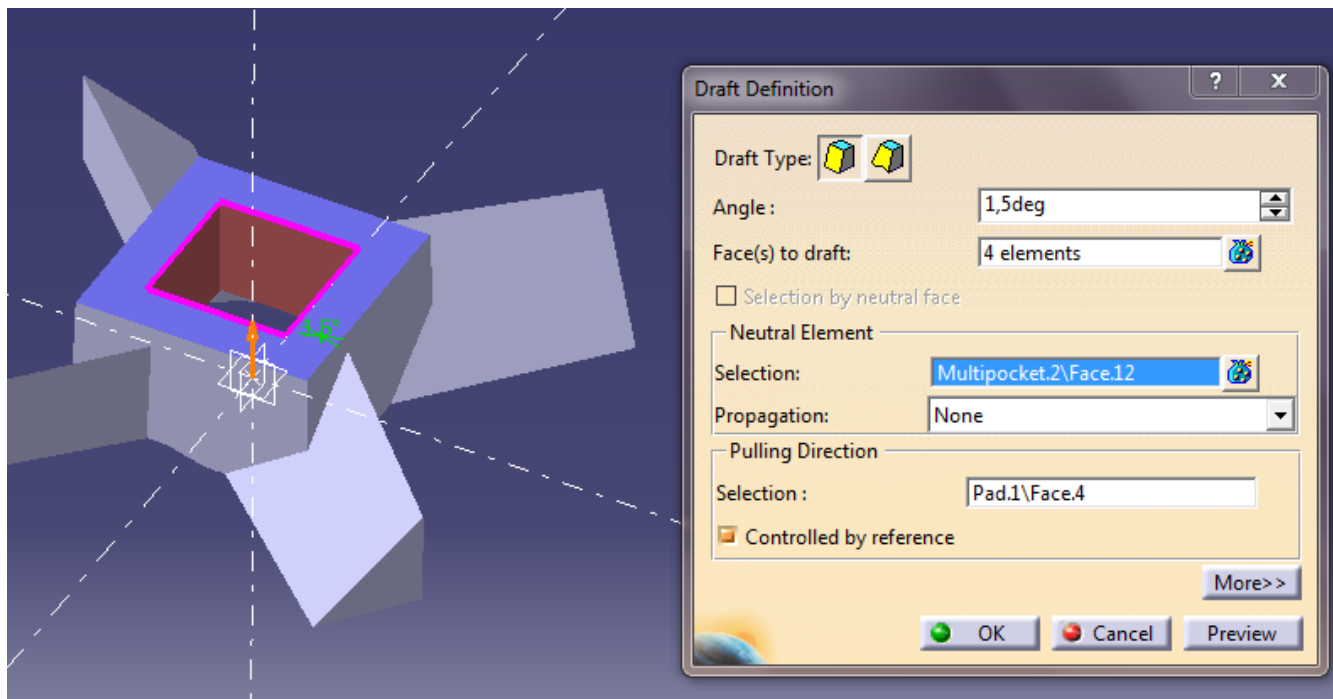 Draft Definition
?
X
Draft Type:
Angle :
1,5deg
Face(s) to draft:
4 elements
Selection by neutral face
Neutral Element
Selection:
Multipocket.2\Face.12
Propagation:
None
Pulling Direction
Selection :
Pad.1\Face.4
Controlled by reference
More>>
OK
Cancel
Preview